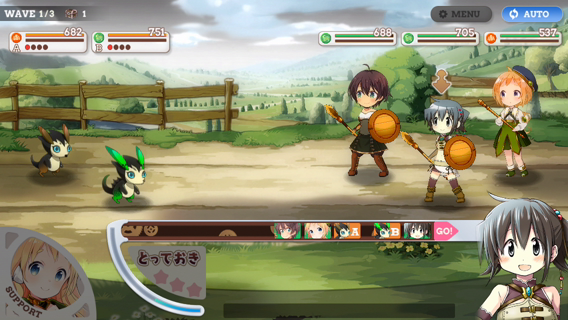 WAVE 1/3 1
MENU
AUTO
682
A
751
B
688
705
537
A
B
GO!
とっておき
SUPPORT